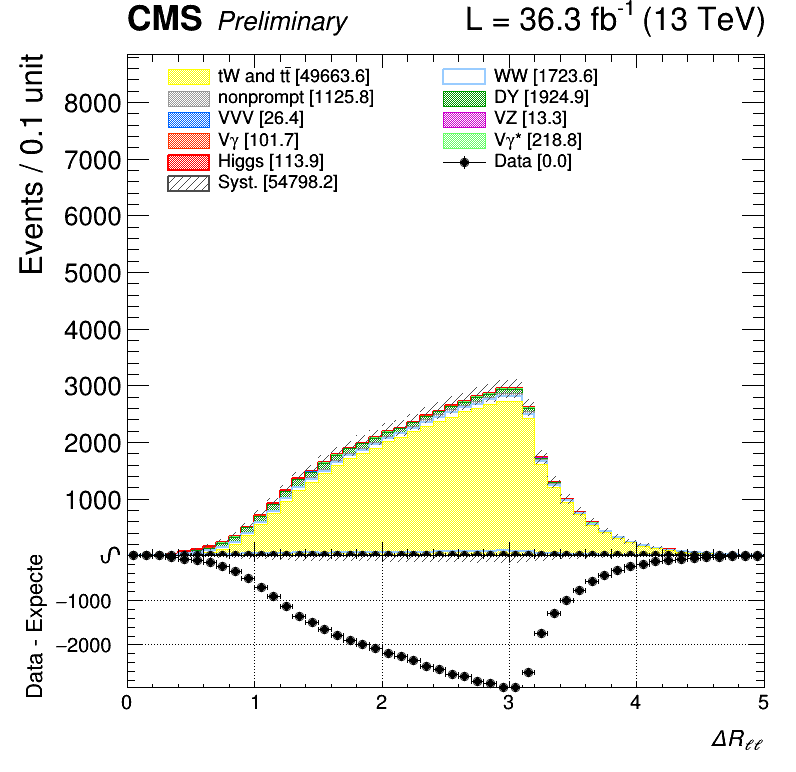 CMS Preliminary L = 36.3 fb-1 (13 TeV)
Events / 0.1 unit
tW and tt̄ [49663.6]
nonprompt [1125.8]
VVV [26.4]
Vγ [101.7]
Higgs [113.9]
Syst. [54798.2]
WW [1723.6]
DY [1924.9]
VZ [13.3]
Vγ* [218.8]
Data [0.0]
8000
7000
6000
5000
4000
3000
2000
1000
0
Data - Expecte
−1000
−2000
0 1 2 3 4 5
ΔRℓℓ